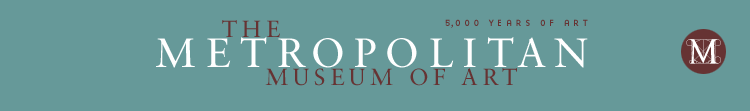 THE
5,000 YEARS OF ART
METROPOLITAN
MUSEUM OF ART
M